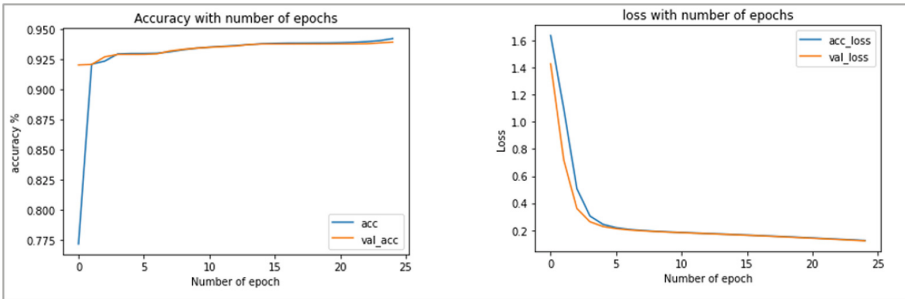 Accuracy with number of epochs
0.950
0.925
0.900
0.875
0.850
0.825
0.800
0.775
accuracy %
acc
val_acc
0 5 10 15 20 25
Number of epoch
loss with number of epochs
1.6
1.4
1.2
1.0
0.8
0.6
0.4
0.2
Loss
acc_loss
val_loss
0 5 10 15 20 25
Number of epoch